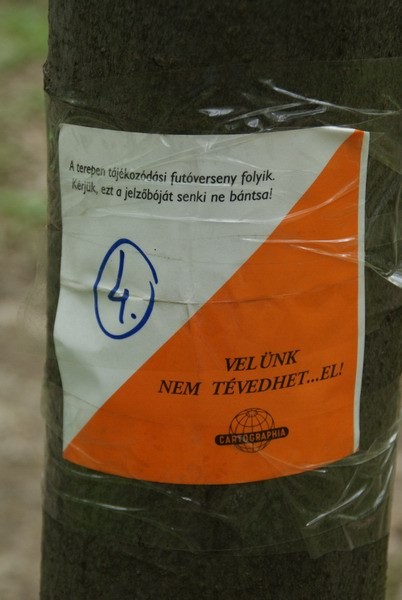 A terepen tájékozódási futóverseny folyik.
Kérjük, ezt a jelzőbóját senki ne bántsa!
4.
VELÜNK
NEM TÉVEDHET...EL!
CARTOGRAPHIA